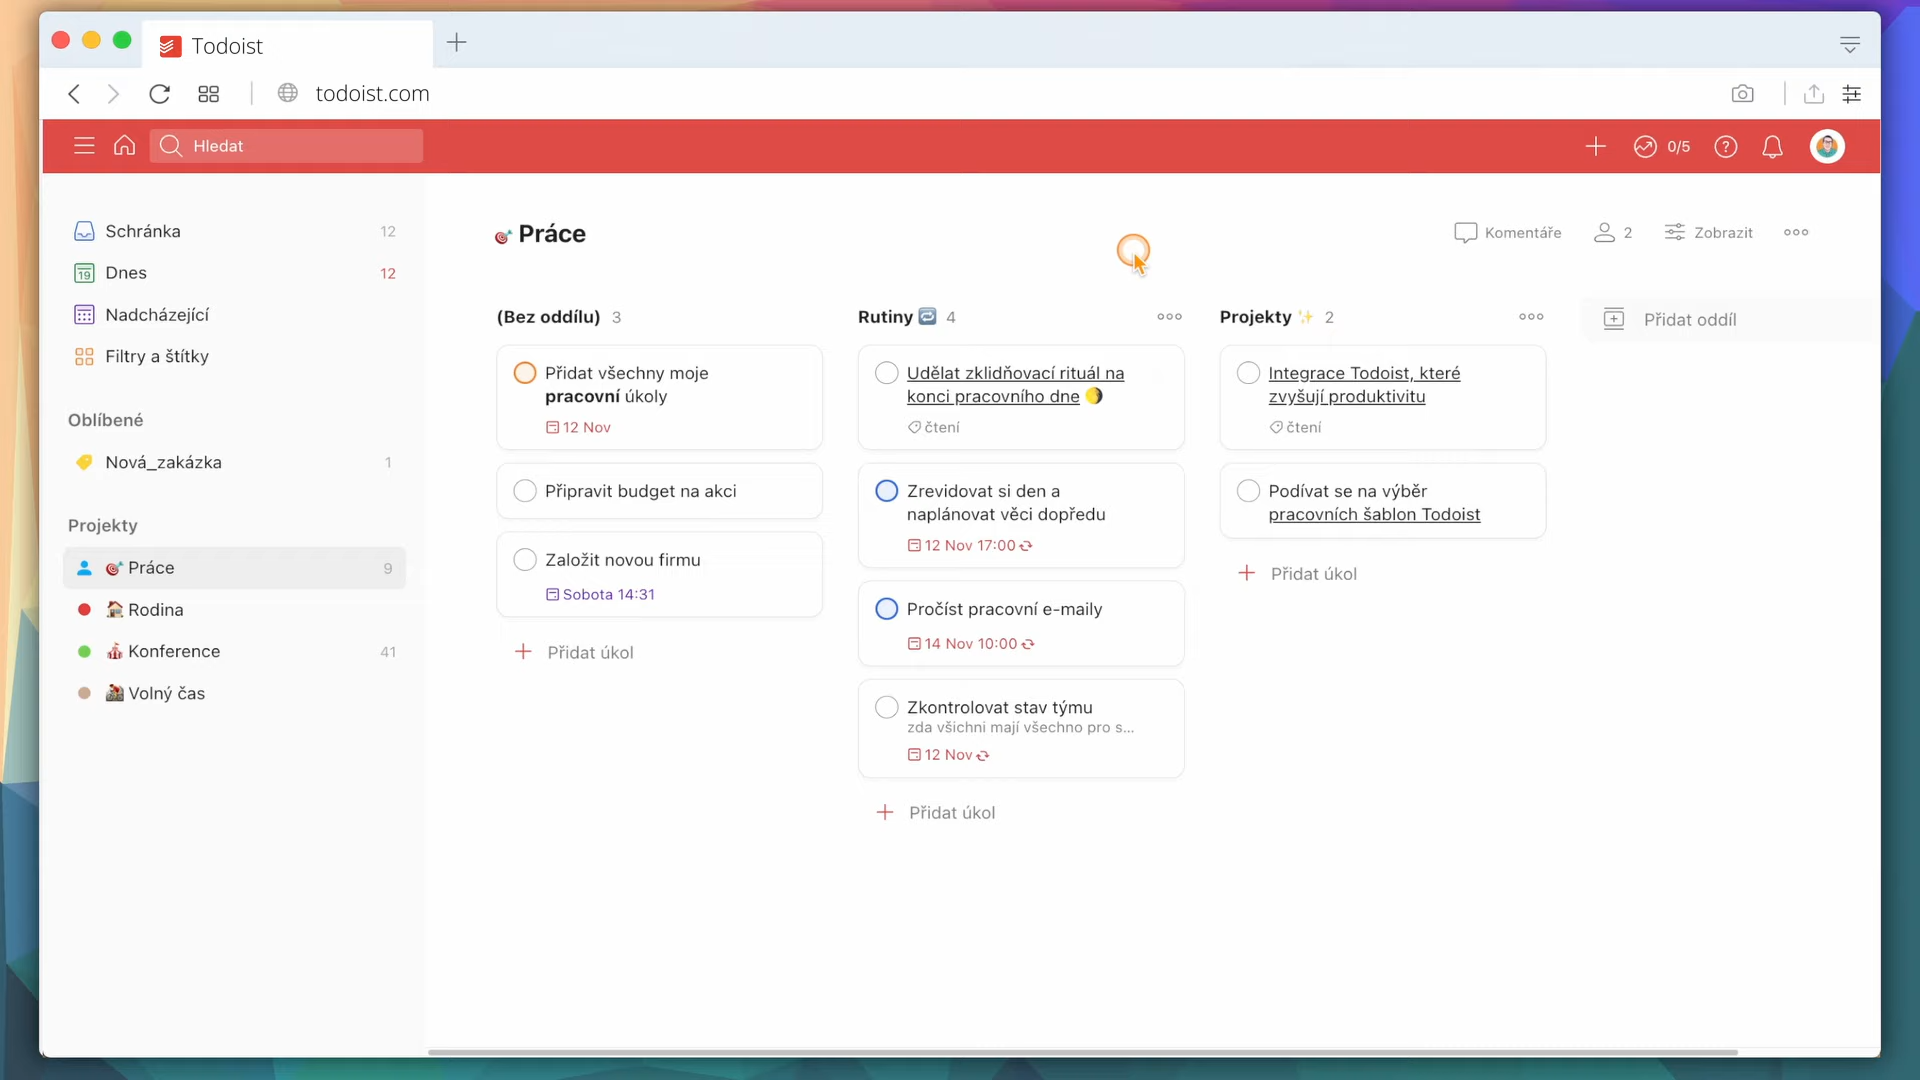 Todoist
todoist.com
Hledat
0/5
Schránka 12
19 Dnes 12
Nadcházející
Filtry a štítky
Oblíbené
Nová_zakázka 1
Projekty
Práce 9
Rodina
Konference 41
Volný čas
Práce
Komentáře
2
Zobrazit
(Bez oddílu) 3
Přidat všechny moje
pracovní úkoly
12 Nov
Připravit budget na akci
Založit novou firmu
Sobota 14:31
Přidat úkol
Rutiny 4
Udělat zklidňovací rituál na
konci pracovního dne
čtení
Zrevidovat si den a
naplánovat věci dopředu
12 Nov 17:00
Pročíst pracovní e-maily
14 Nov 10:00
Zkontrolovat stav týmu
zda všichni mají všechno pro s...
12 Nov
Přidat úkol
Projekty 2
Integrace Todoist, které
zvyšují produktivitu
čtení
Podívat se na výběr
pracovních šablon Todoist
Přidat úkol
Přidat oddíl